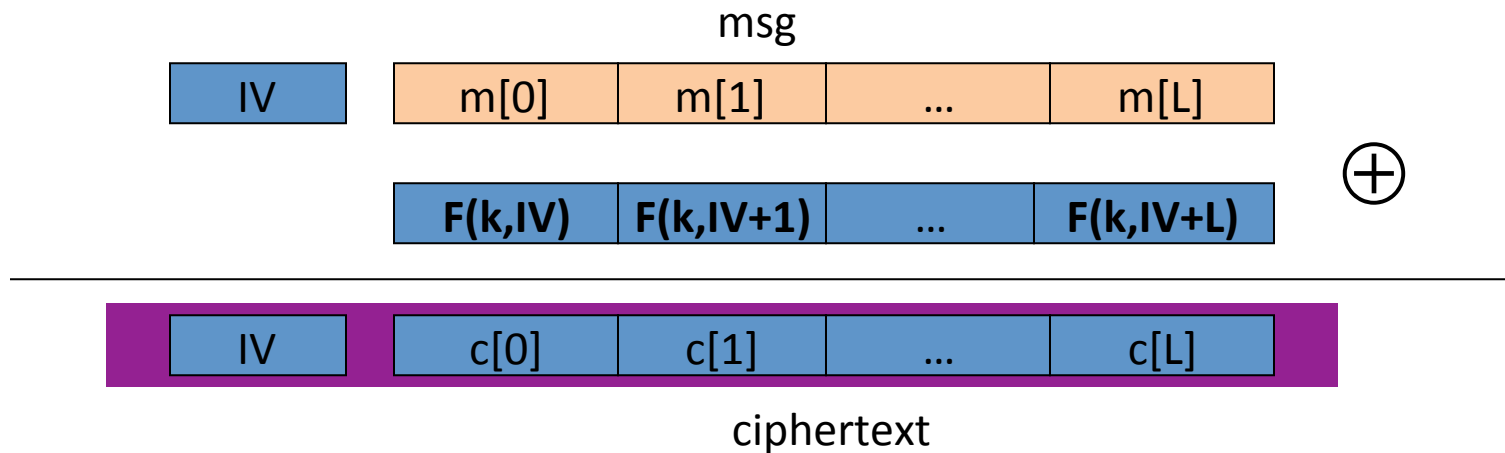 msg
IV m[0] m[1] … m[L]
⊕
F(k,IV) F(k,IV+1) … F(k,IV+L)
IV c[0] c[1] … c[L]
ciphertext